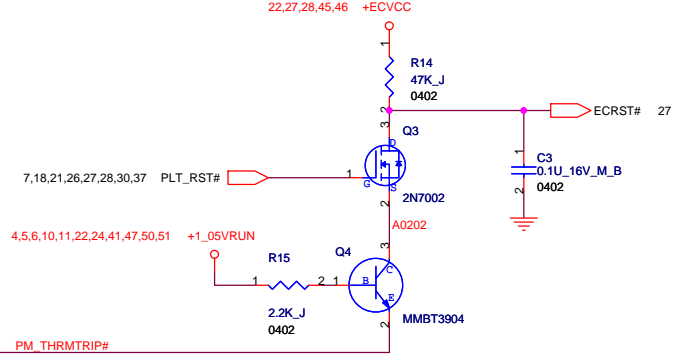 22,27,28,45,46 +ECVCC
1
R14
47K_J
0402
2
3
ECRST# 27
Q3
D
1
C3
0.1U_16V_M_B
0402
2
7,18,21,26,27,28,30,37 PLT_RST#
1
G
S
2N7002
2
A0202
4,5,6,10,11,22,24,41,47,50,51 +1_05VRUN
3
Q4
C
R15
1
2
1
B
E
2.2K_J
0402
MMBT3904
2
PM_THRMTRIP#